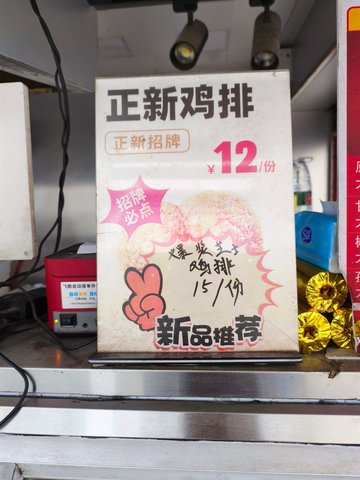 正新鸡排
正新招牌
¥12/份
招牌
必点
爆浆芝士
鸡排
15/份
新品推荐